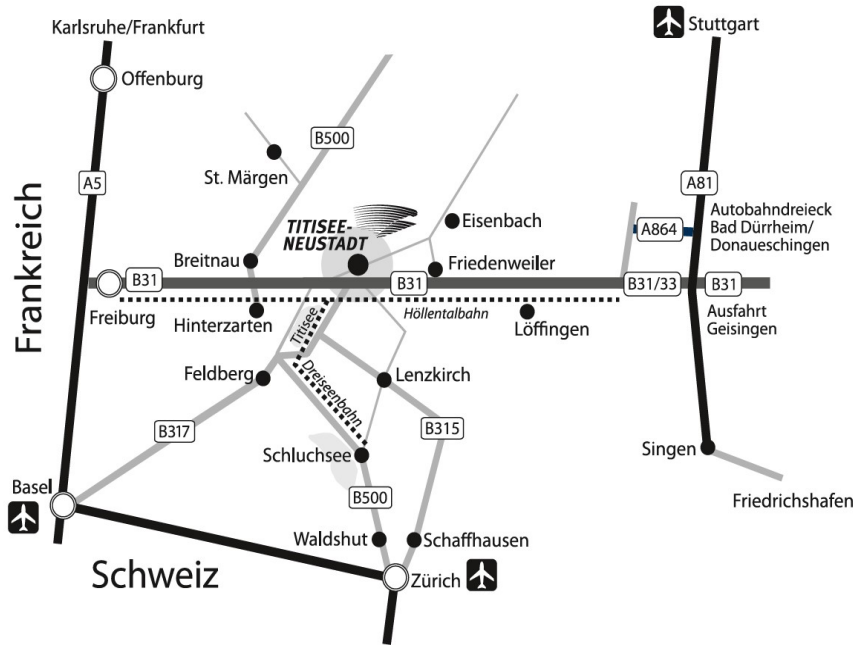 Karlsruhe/Frankfurt
Stuttgart
Offenburg
B500
St. Märgen
A5
A81
Frankreich
TITISEE-
NEUSTADT
Eisenbach
A864
Autobahndreieck
Bad Dürrheim/
Donaueschingen
Breitnau
Friedenweiler
B31
B31
B31/33
B31
Freiburg
Hinterzarten
Titisee
Höllentalbahn
Löffingen
Ausfahrt
Geisingen
Feldberg
Dreiseenbahn
Lenzkirch
B317
B315
Schluchsee
Singen
Basel
B500
Friedrichshafen
Waldshut
Schaffhausen
Schweiz
Zürich